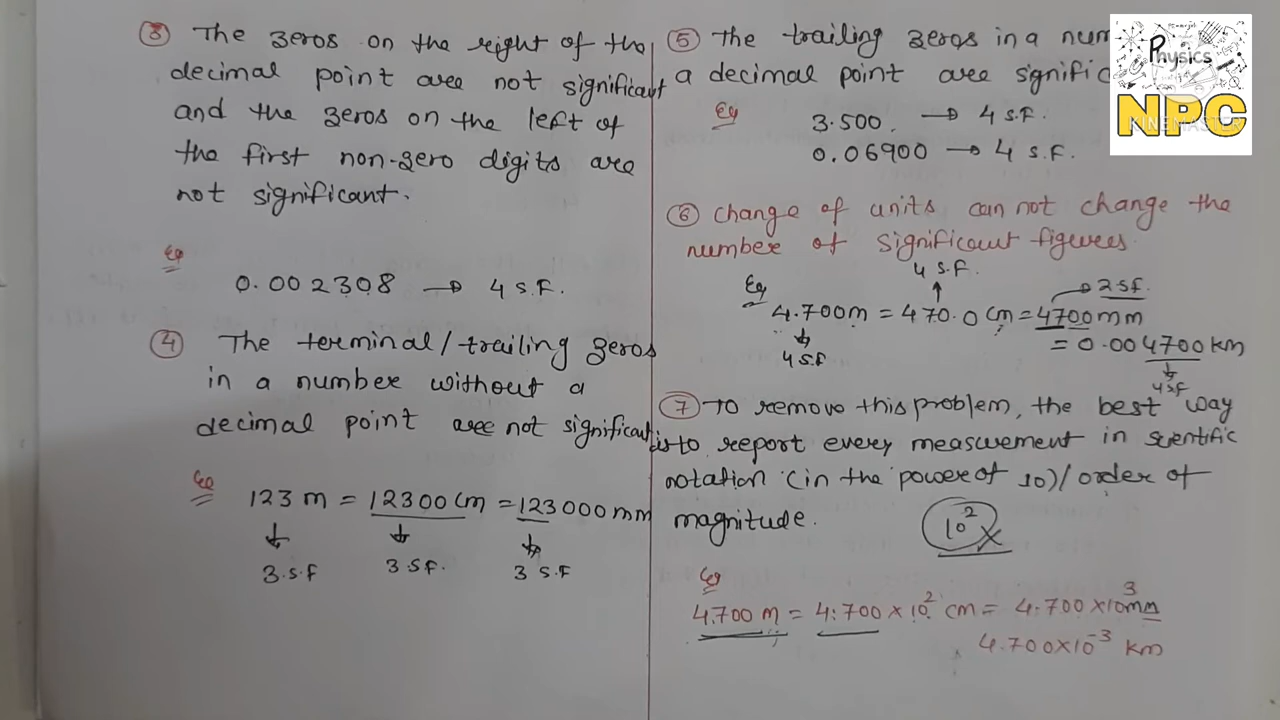 ③ The zeros on the right of the
decimal point are not significant
and the zeros on the left of
the first non-zero digits are
not significant.
Eg
0.002308 → 4 S.F.
④ The terminal/trailing zeros
in a number without a
decimal point are not significant
Eg
123 m = 12300 cm = 123000 mm
3.S.F 3 S.F. 3 S.F
⑤ The trailing zeros in a num
a decimal point are signific
Eg
3.500. → 4 S.F.
0.06900 → 4 S.F.
⑥ Change of units can not change the
number of significant figures.
4 S.F. 2 S.F.
Eg 4.700m = 470.0 cm = 4700 mm
4 S.F
= 0.004700 km
4 S.F
⑦ To remove this problem, the best way
is to report every measurement in scientific
notation (in the power of 10)/order of
magnitude. 10² x
Eg
4.700 m = 4.700 × 10² cm = 4.700 × 10³ mm
4.700×10⁻³ km
Physics
NPC
KINEMASTER